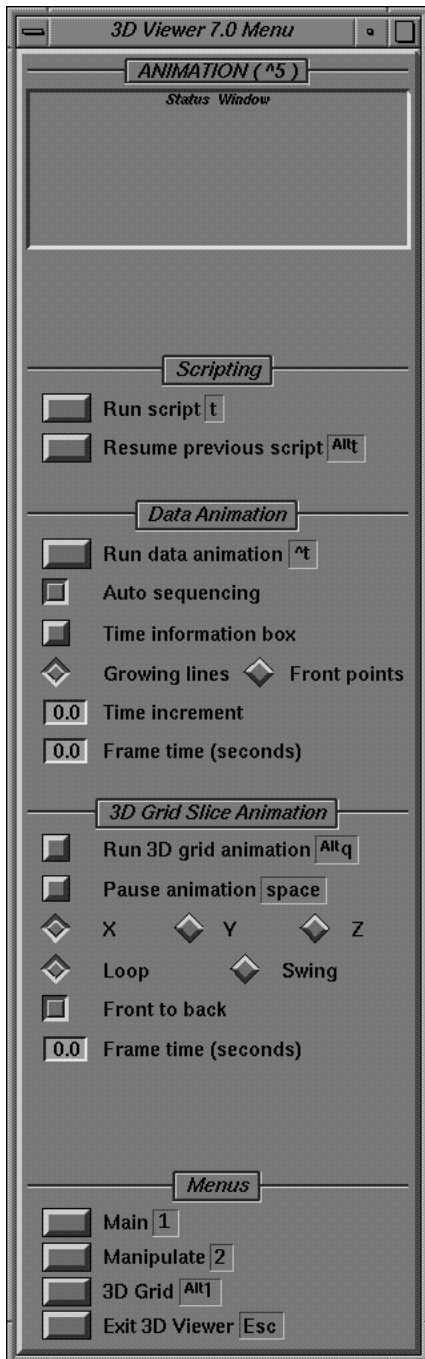 3D Viewer 7.0 Menu
ANIMATION ( ^5 )
Status Window
Scripting
Run script t
Resume previous script Alt t
Data Animation
Run data animation ^t
Auto sequencing
Time information box
Growing lines Front points
0.0 Time increment
0.0 Frame time (seconds)
3D Grid Slice Animation
Run 3D grid animation Alt q
Pause animation space
X Y Z
Loop Swing
Front to back
0.0 Frame time (seconds)
Menus
Main 1
Manipulate 2
3D Grid Alt 1
Exit 3D Viewer Esc